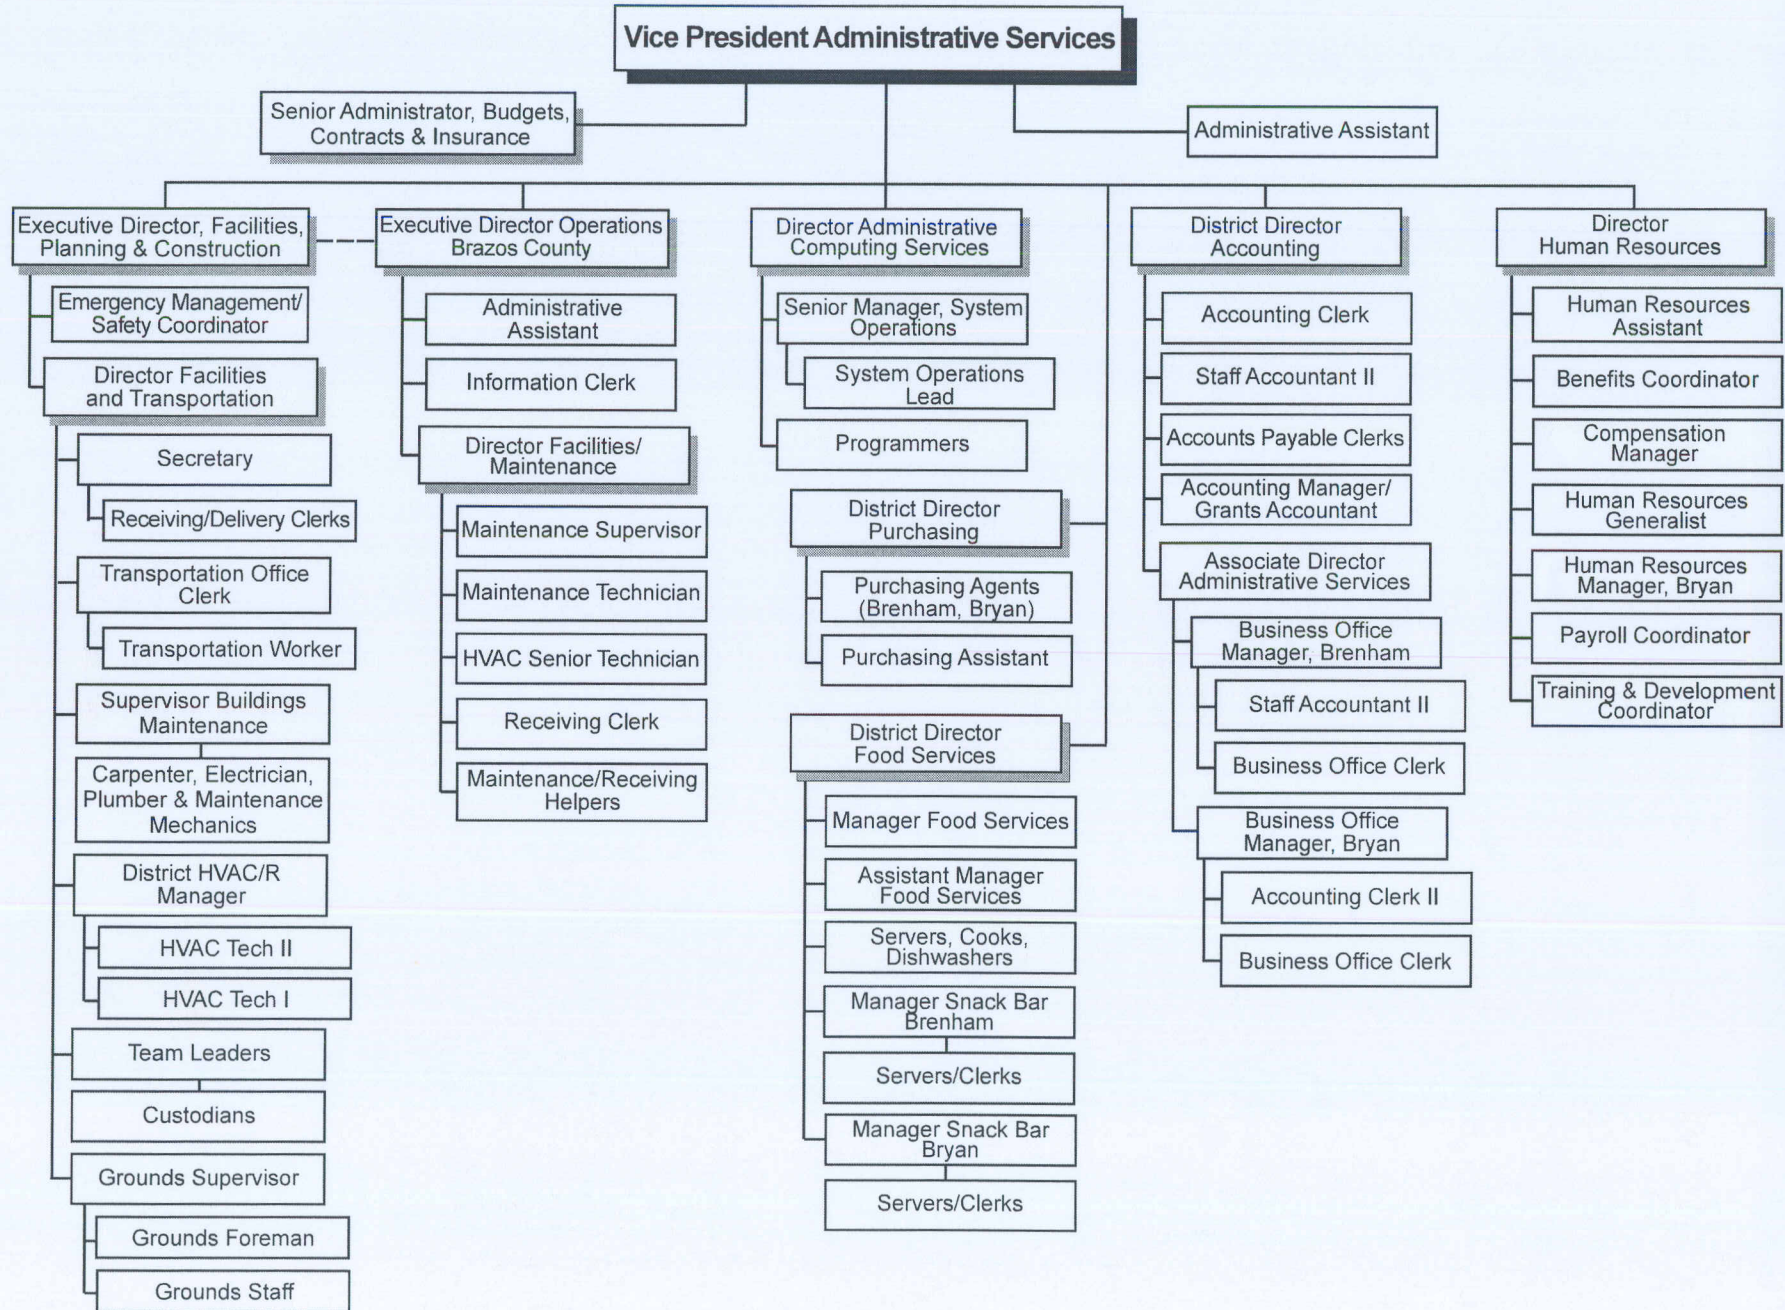 Vice President Administrative Services
Senior Administrator, Budgets,
Contracts & Insurance
Administrative Assistant
Executive Director, Facilities,
Planning & Construction
Emergency Management/
Safety Coordinator
Director Facilities
and Transportation
Secretary
Receiving/Delivery Clerks
Transportation Office
Clerk
Transportation Worker
Supervisor Buildings
Maintenance
Carpenter, Electrician,
Plumber & Maintenance
Mechanics
District HVAC/R
Manager
HVAC Tech II
HVAC Tech I
Team Leaders
Custodians
Grounds Supervisor
Grounds Foreman
Grounds Staff
Executive Director Operations
Brazos County
Administrative
Assistant
Information Clerk
Director Facilities/
Maintenance
Maintenance Supervisor
Maintenance Technician
HVAC Senior Technician
Receiving Clerk
Maintenance/Receiving
Helpers
Director Administrative
Computing Services
Senior Manager, System
Operations
System Operations
Lead
Programmers
District Director
Purchasing
Purchasing Agents
(Brenham, Bryan)
Purchasing Assistant
District Director
Food Services
Manager Food Services
Assistant Manager
Food Services
Servers, Cooks,
Dishwashers
Manager Snack Bar
Brenham
Servers/Clerks
Manager Snack Bar
Bryan
Servers/Clerks
District Director
Accounting
Accounting Clerk
Staff Accountant II
Accounts Payable Clerks
Accounting Manager/
Grants Accountant
Associate Director
Administrative Services
Business Office
Manager, Brenham
Staff Accountant II
Business Office Clerk
Business Office
Manager, Bryan
Accounting Clerk II
Business Office Clerk
Director
Human Resources
Human Resources
Assistant
Benefits Coordinator
Compensation
Manager
Human Resources
Generalist
Human Resources
Manager, Bryan
Payroll Coordinator
Training & Development
Coordinator